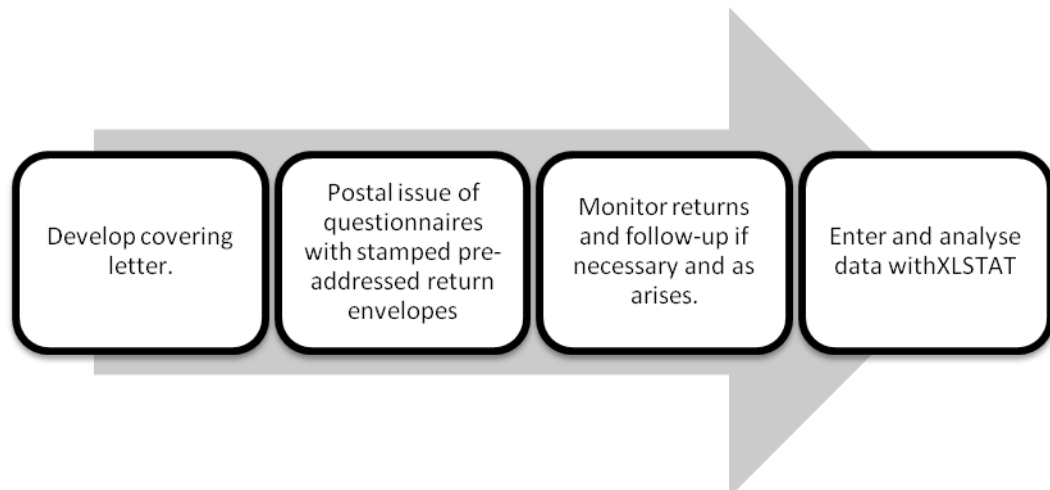 Develop covering
letter.
Postal issue of
questionnaires
with stamped pre-
addressed return
envelopes
Monitor returns
and follow-up if
necessary and as
arises.
Enter and analyse
data withXLSTAT